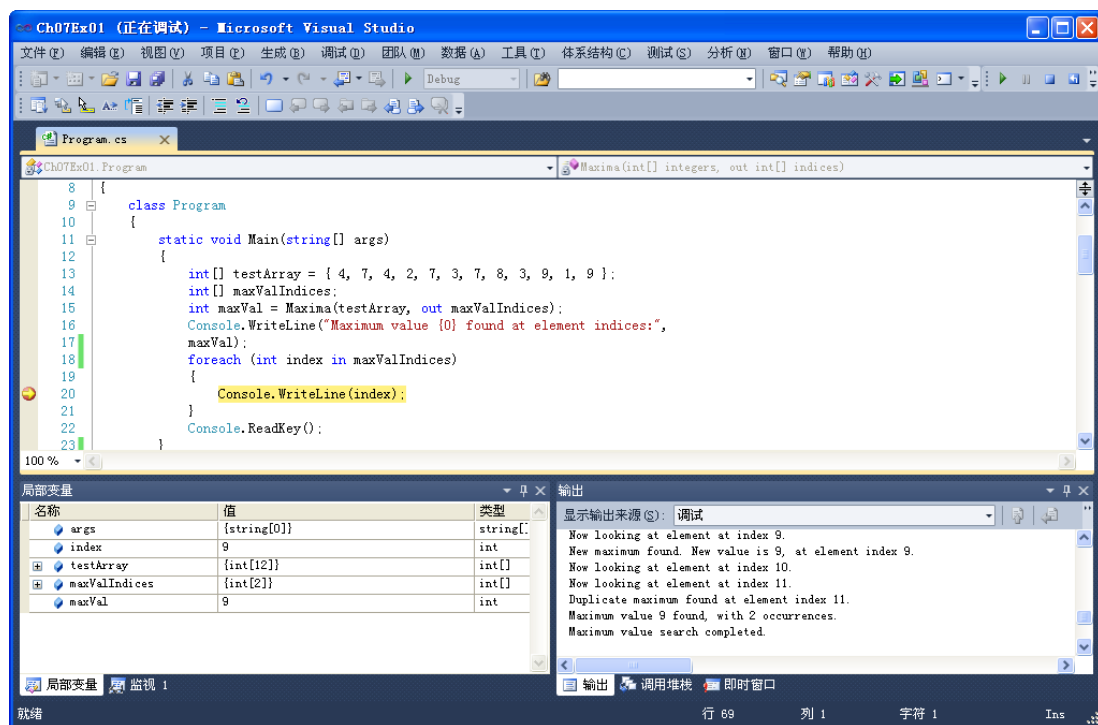 Ch07Ex01 (正在调试) - Microsoft Visual Studio
文件(F) 编辑(E) 视图(V) 项目(P) 生成(B) 调试(D) 团队(M) 数据(A) 工具(T) 体系结构(C) 测试(S) 分析(N) 窗口(W) 帮助(H)
Debug
Program.cs
Ch07Ex01.Program
Maxima(int[] integers, out int[] indices)
8 {
9 class Program
10 {
11 static void Main(string[] args)
12 {
13 int[] testArray = { 4, 7, 4, 2, 7, 3, 7, 8, 3, 9, 1, 9 };
14 int[] maxValIndices;
15 int maxVal = Maxima(testArray, out maxValIndices);
16 Console.WriteLine("Maximum value {0} found at element indices:",
17 maxVal);
18 foreach (int index in maxValIndices)
19 {
20 Console.WriteLine(index);
21 }
22 Console.ReadKey();
23 }
100 %
局部变量
名称 值 类型
args {string[0]} string[]
index 9 int
testArray {int[12]} int[]
maxValIndices {int[2]} int[]
maxVal 9 int
局部变量 监视 1
输出
显示输出来源(S): 调试
Now looking at element at index 9.
New maximum found. New value is 9, at element index 9.
Now looking at element at index 10.
Now looking at element at index 11.
Duplicate maximum found at element index 11.
Maximum value 9 found, with 2 occurrences.
Maximum value search completed.
输出 调用堆栈 即时窗口
就绪 行 69 列 1 字符 1 Ins